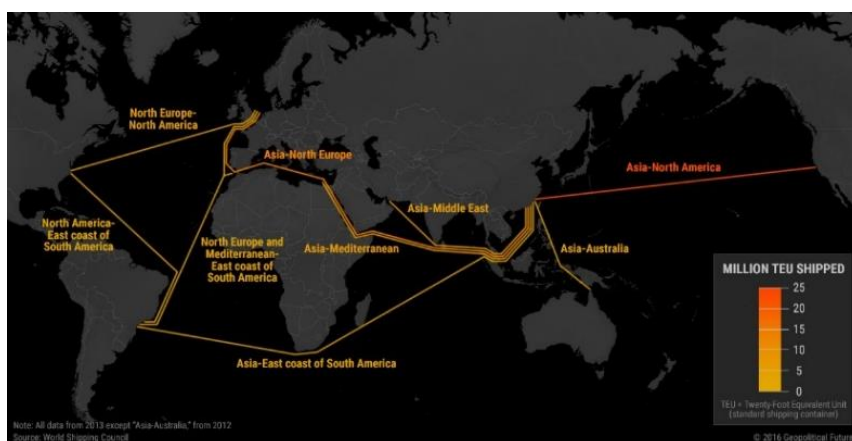 North Europe-
North America
Asia-North Europe
Asia-North America
Asia-Middle East
North America-
East coast of
South America
North Europe and
Mediterranean-
East coast of
South America
Asia-Mediterranean
Asia-Australia
Asia-East coast of South America
MILLION TEU SHIPPED
25
20
15
10
5
0
TEU = Twenty-Foot Equivalent Unit
(standard shipping container)
Note: All data from 2013 except "Asia-Australia," from 2012
Source: World Shipping Council
© 2016 Geopolitical Futures